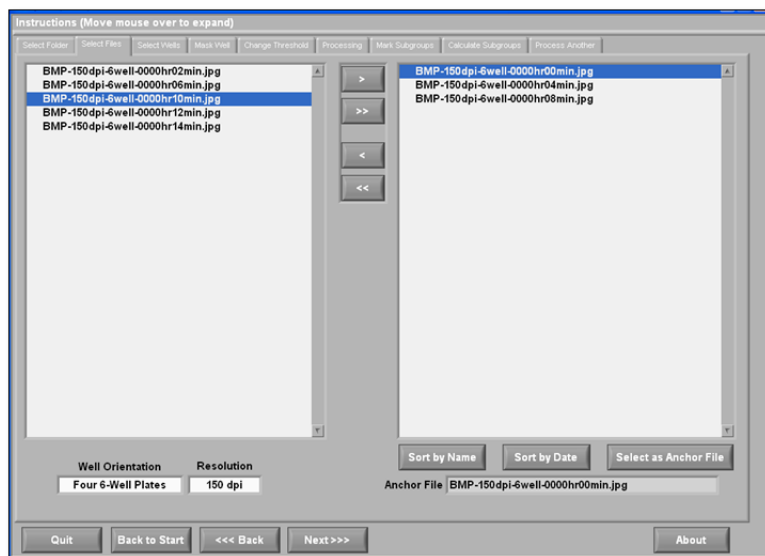 Instructions (Move mouse over to expand)
Select Folder Select Files Select Wells Mask Well Change Threshold Processing Mark Subgroups Calculate Subgroups Process Another
BMP-150dpi-6well-0000hr02min.jpg
BMP-150dpi-6well-0000hr06min.jpg
BMP-150dpi-6well-0000hr10min.jpg
BMP-150dpi-6well-0000hr12min.jpg
BMP-150dpi-6well-0000hr14min.jpg
>
>>
<
<<
BMP-150dpi-6well-0000hr00min.jpg
BMP-150dpi-6well-0000hr04min.jpg
BMP-150dpi-6well-0000hr08min.jpg
Sort by Name Sort by Date Select as Anchor File
Well Orientation Resolution
Four 6-Well Plates 150 dpi
Anchor File BMP-150dpi-6well-0000hr00min.jpg
Quit Back to Start <<< Back Next>>> About